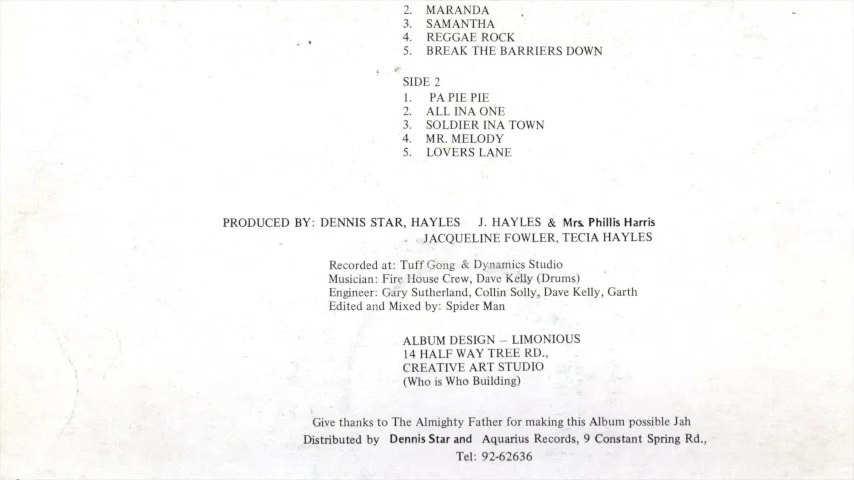 2. MARANDA
3. SAMANTHA
4. REGGAE ROCK
5. BREAK THE BARRIERS DOWN
SIDE 2
1. PA PIE PIE
2. ALL INA ONE
3. SOLDIER INA TOWN
4. MR. MELODY
5. LOVERS LANE
PRODUCED BY: DENNIS STAR, HAYLES J. HAYLES & Mrs. Phillis Harris
JACQUELINE FOWLER, TECIA HAYLES
Recorded at: Tuff Gong & Dynamics Studio
Musician: Fire House Crew, Dave Kelly (Drums)
Engineer: Gary Sutherland, Collin Solly, Dave Kelly, Garth
Edited and Mixed by: Spider Man
ALBUM DESIGN – LIMONIOUS
14 HALF WAY TREE RD.,
CREATIVE ART STUDIO
(Who is Who Building)
Give thanks to The Almighty Father for making this Album possible Jah
Distributed by Dennis Star and Aquarius Records, 9 Constant Spring Rd.,
Tel: 92-62636